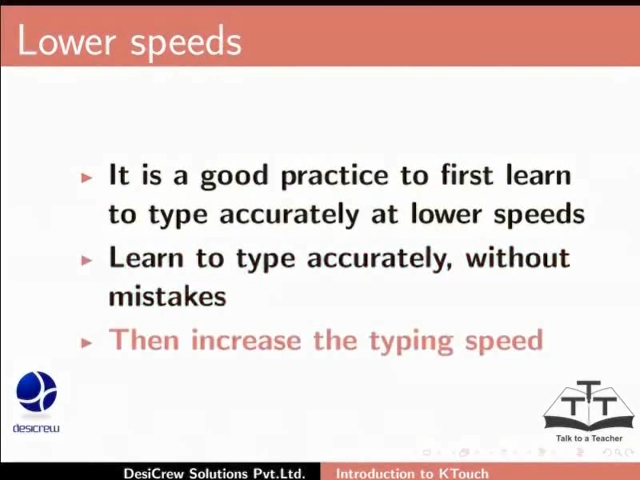 Lower speeds
It is a good practice to first learn
to type accurately at lower speeds
Learn to type accurately, without
mistakes
Then increase the typing speed
desicrew
TTT
Talk to a Teacher
DesiCrew Solutions Pvt.Ltd. Introduction to KTouch